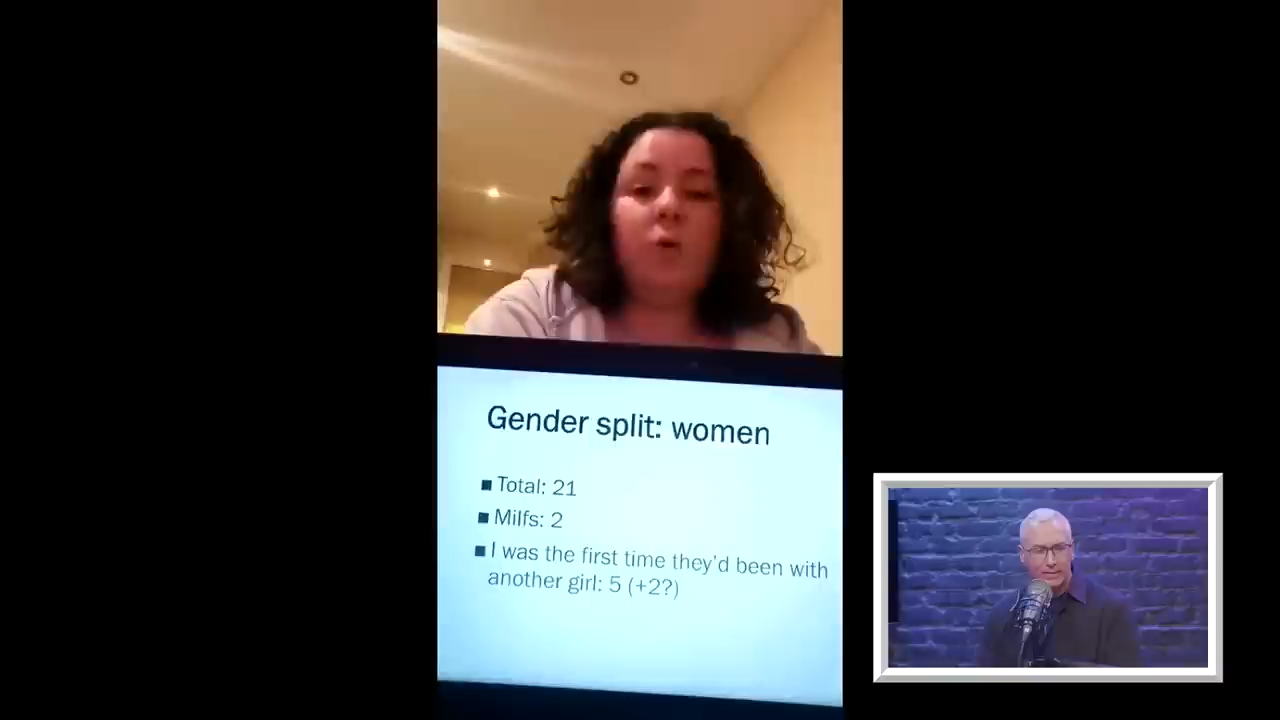 Gender split: women
■ Total: 21
■ Milfs: 2
■ I was the first time they'd been with
another girl: 5 (+2?)